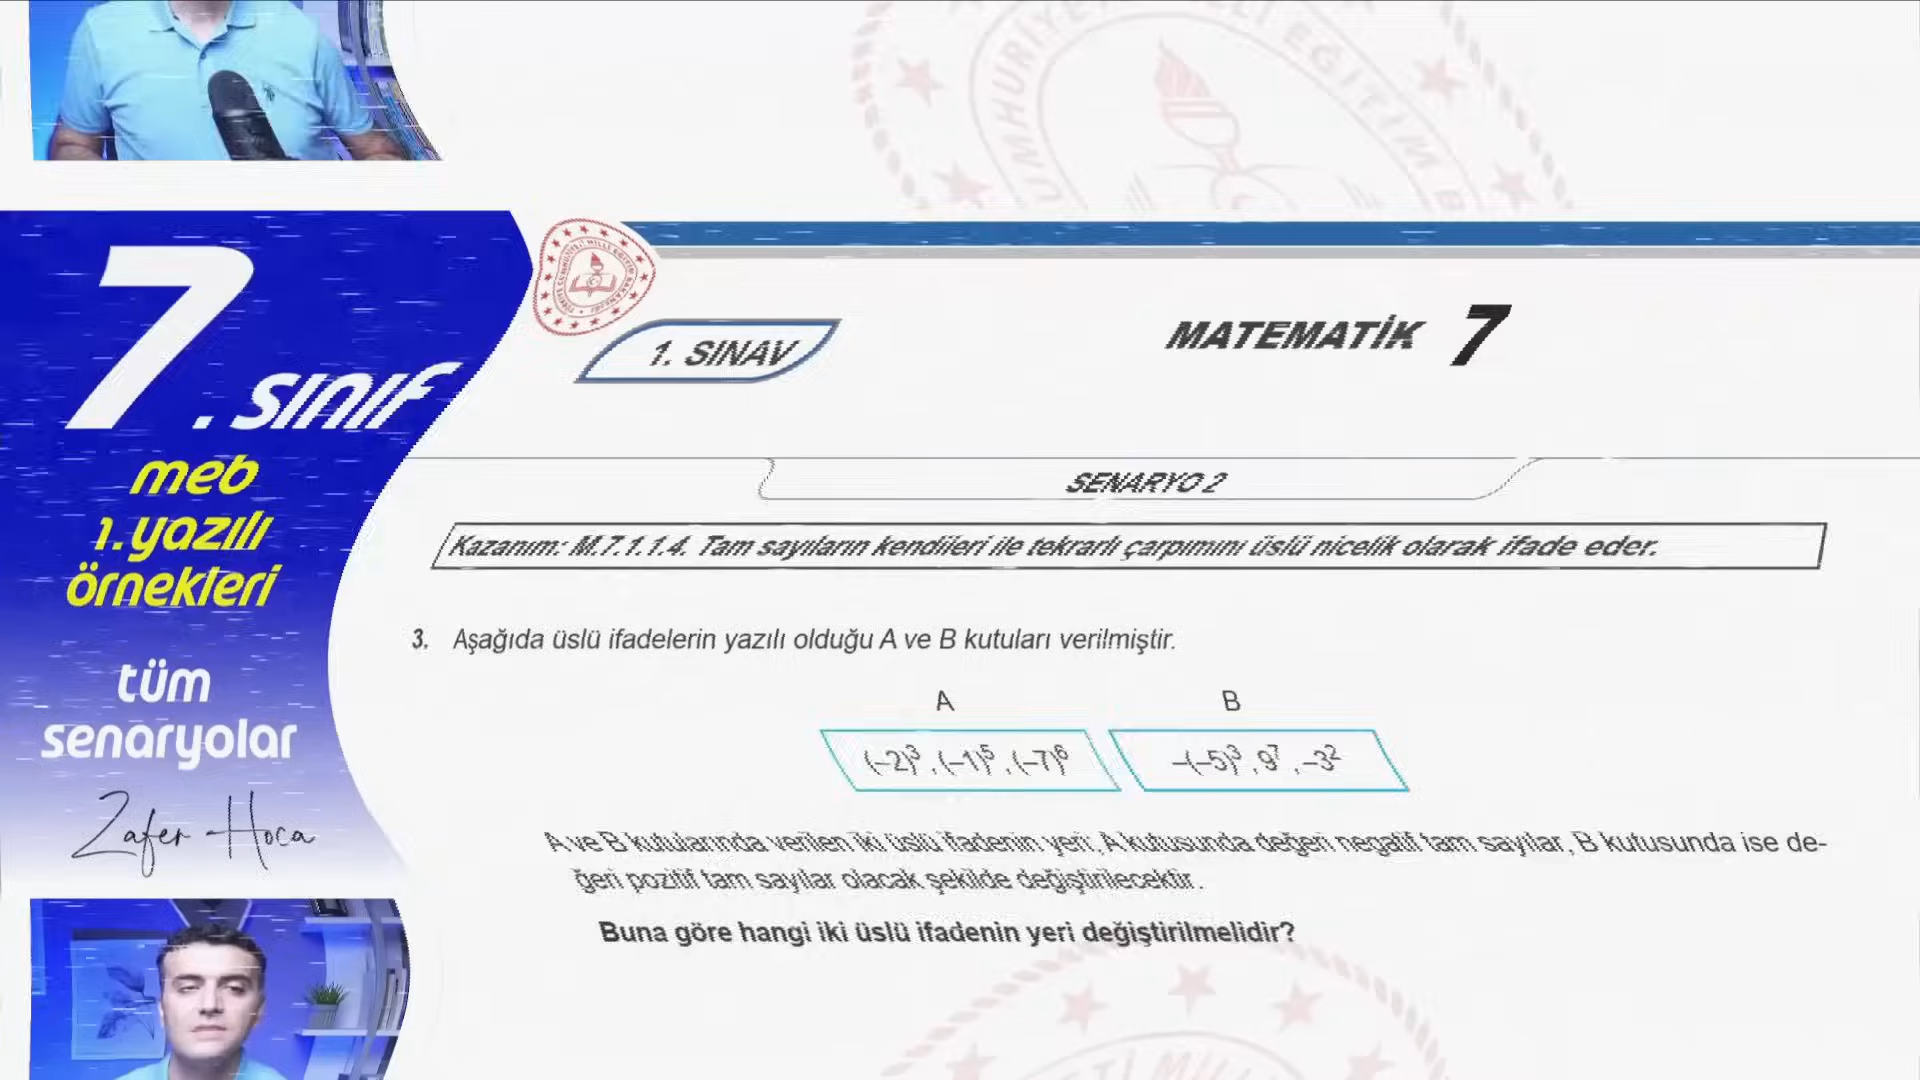 7. sınıf
meb
1.yazılı
örnekleri
tüm
senaryolar
Zafer Hoca
1. SINAV
MATEMATİK 7
SENARYO 2
Kazanım: M.7.1.1.4. Tam sayıların kendileri ile tekrarlı çarpımını üslü nicelik olarak ifade eder.
3. Aşağıda üslü ifadelerin yazılı olduğu A ve B kutuları verilmiştir.
A B
(–2)³ , (–1)⁵ , (–7)⁶ –(–5)³ , 9⁷ , –3²
A ve B kutularında verilen iki üslü ifadenin yeri; A kutusunda değeri negatif tam sayılar, B kutusunda ise de-
ğeri pozitif tam sayılar olacak şekilde değiştirilecektir.
Buna göre hangi iki üslü ifadenin yeri değiştirilmelidir?